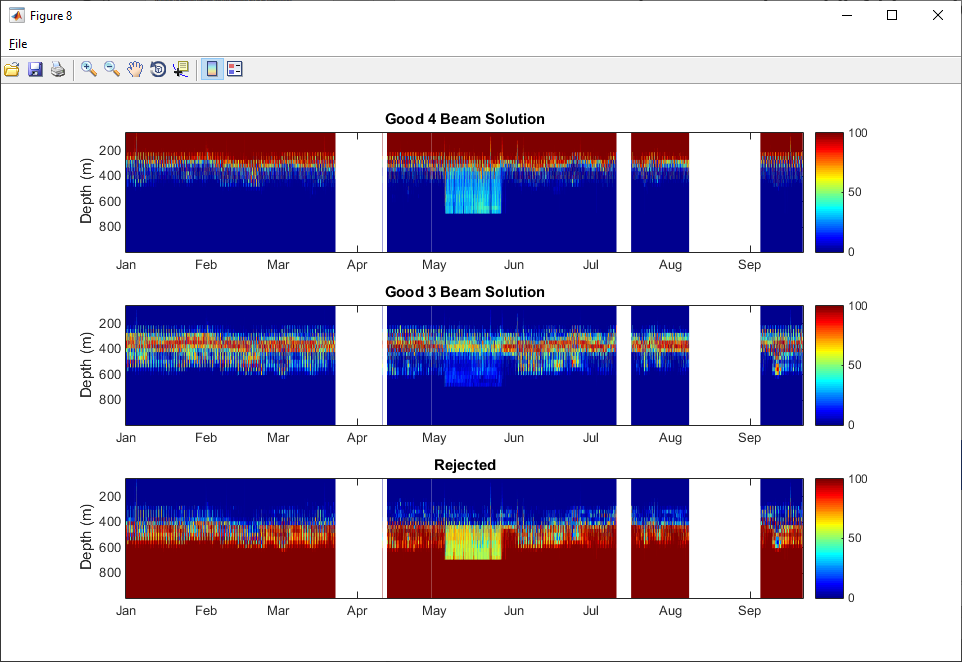 Figure 8
File
Good 4 Beam Solution
Depth (m)
200
400
600
800
Jan Feb Mar Apr May Jun Jul Aug Sep
100
50
0
Good 3 Beam Solution
Depth (m)
200
400
600
800
Jan Feb Mar Apr May Jun Jul Aug Sep
100
50
0
Rejected
Depth (m)
200
400
600
800
Jan Feb Mar Apr May Jun Jul Aug Sep
100
50
0